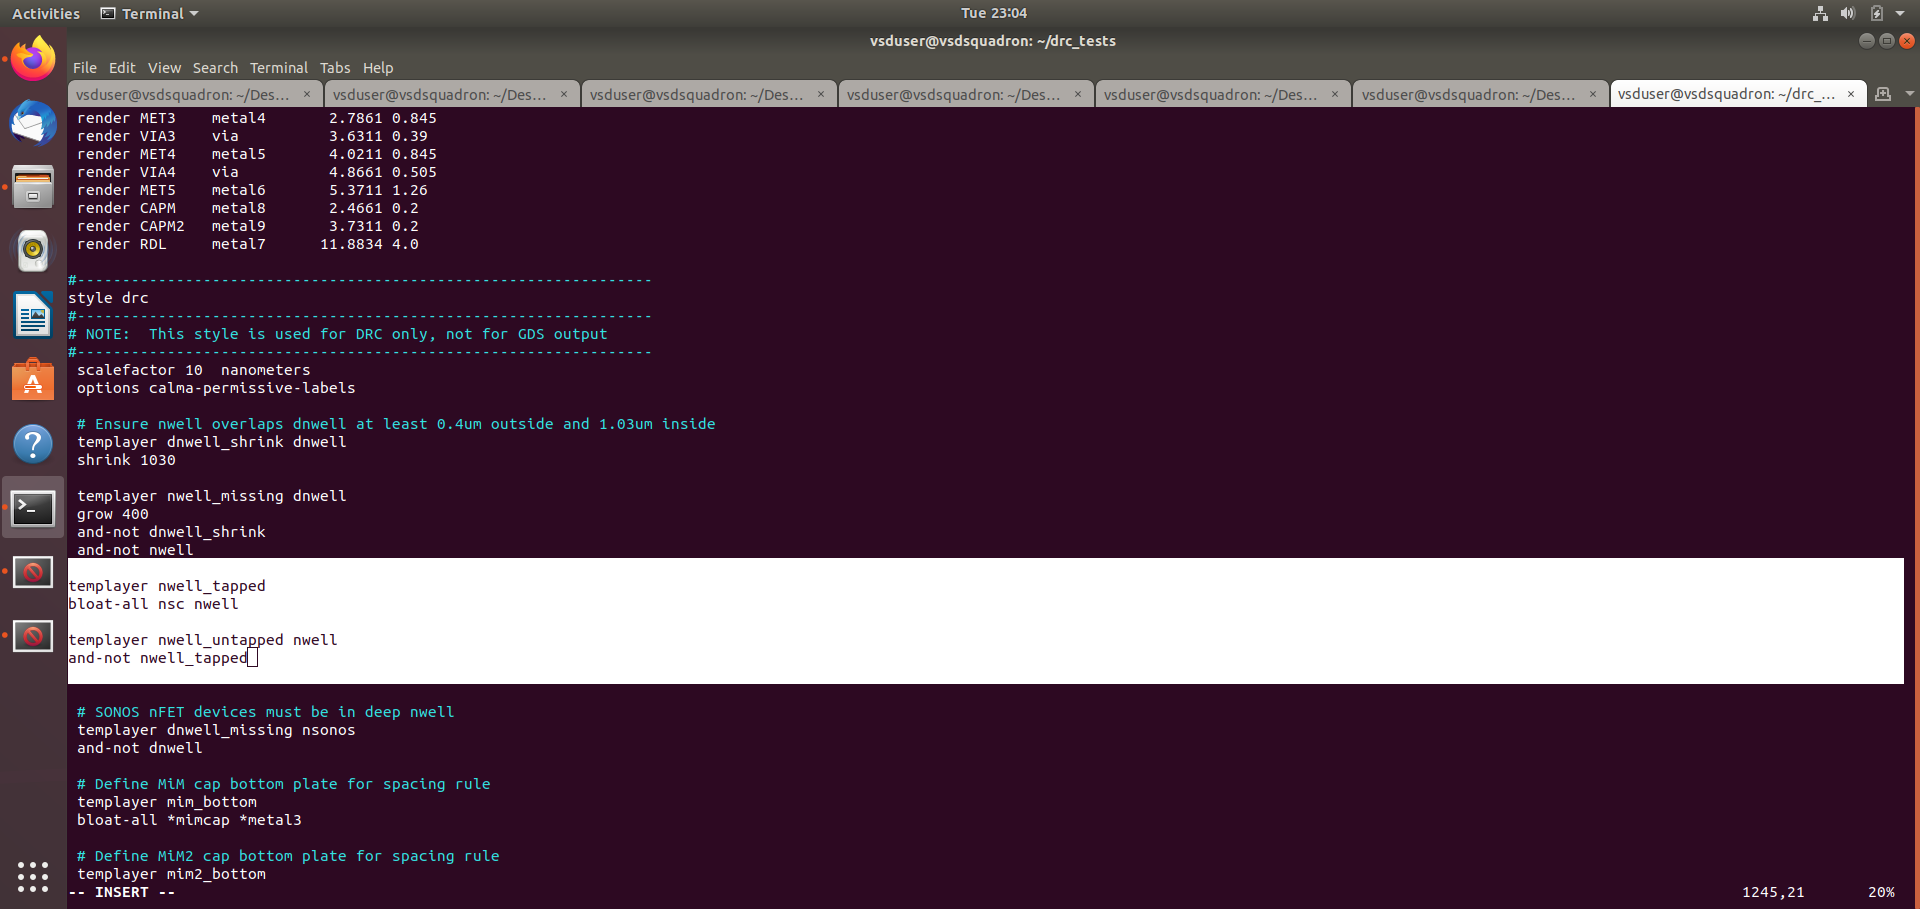 Activities Terminal Tue 23:04
vsduser@vsdsquadron: ~/drc_tests
File Edit View Search Terminal Tabs Help
vsduser@vsdsquadron: ~/Des... × vsduser@vsdsquadron: ~/Des... × vsduser@vsdsquadron: ~/Des... × vsduser@vsdsquadron: ~/Des... × vsduser@vsdsquadron: ~/Des... × vsduser@vsdsquadron: ~/Des... × vsduser@vsdsquadron: ~/drc_... ×
render MET3 metal4 2.7861 0.845
render VIA3 via 3.6311 0.39
render MET4 metal5 4.0211 0.845
render VIA4 via 4.8661 0.505
render MET5 metal6 5.3711 1.26
render CAPM metal8 2.4661 0.2
render CAPM2 metal9 3.7311 0.2
render RDL metal7 11.8834 4.0
#----------------------------------------------------------------
style drc
#----------------------------------------------------------------
# NOTE:  This style is used for DRC only, not for GDS output
#----------------------------------------------------------------
scalefactor 10  nanometers
options calma-permissive-labels
# Ensure nwell overlaps dnwell at least 0.4um outside and 1.03um inside
templayer dnwell_shrink dnwell
shrink 1030
templayer nwell_missing dnwell
grow 400
and-not dnwell_shrink
and-not nwell
templayer nwell_tapped
bloat-all nsc nwell
templayer nwell_untapped nwell
and-not nwell_tapped
# SONOS nFET devices must be in deep nwell
templayer dnwell_missing nsonos
and-not dnwell
# Define MiM cap bottom plate for spacing rule
templayer mim_bottom
bloat-all *mimcap *metal3
# Define MiM2 cap bottom plate for spacing rule
templayer mim2_bottom
-- INSERT -- 1245,21 20%